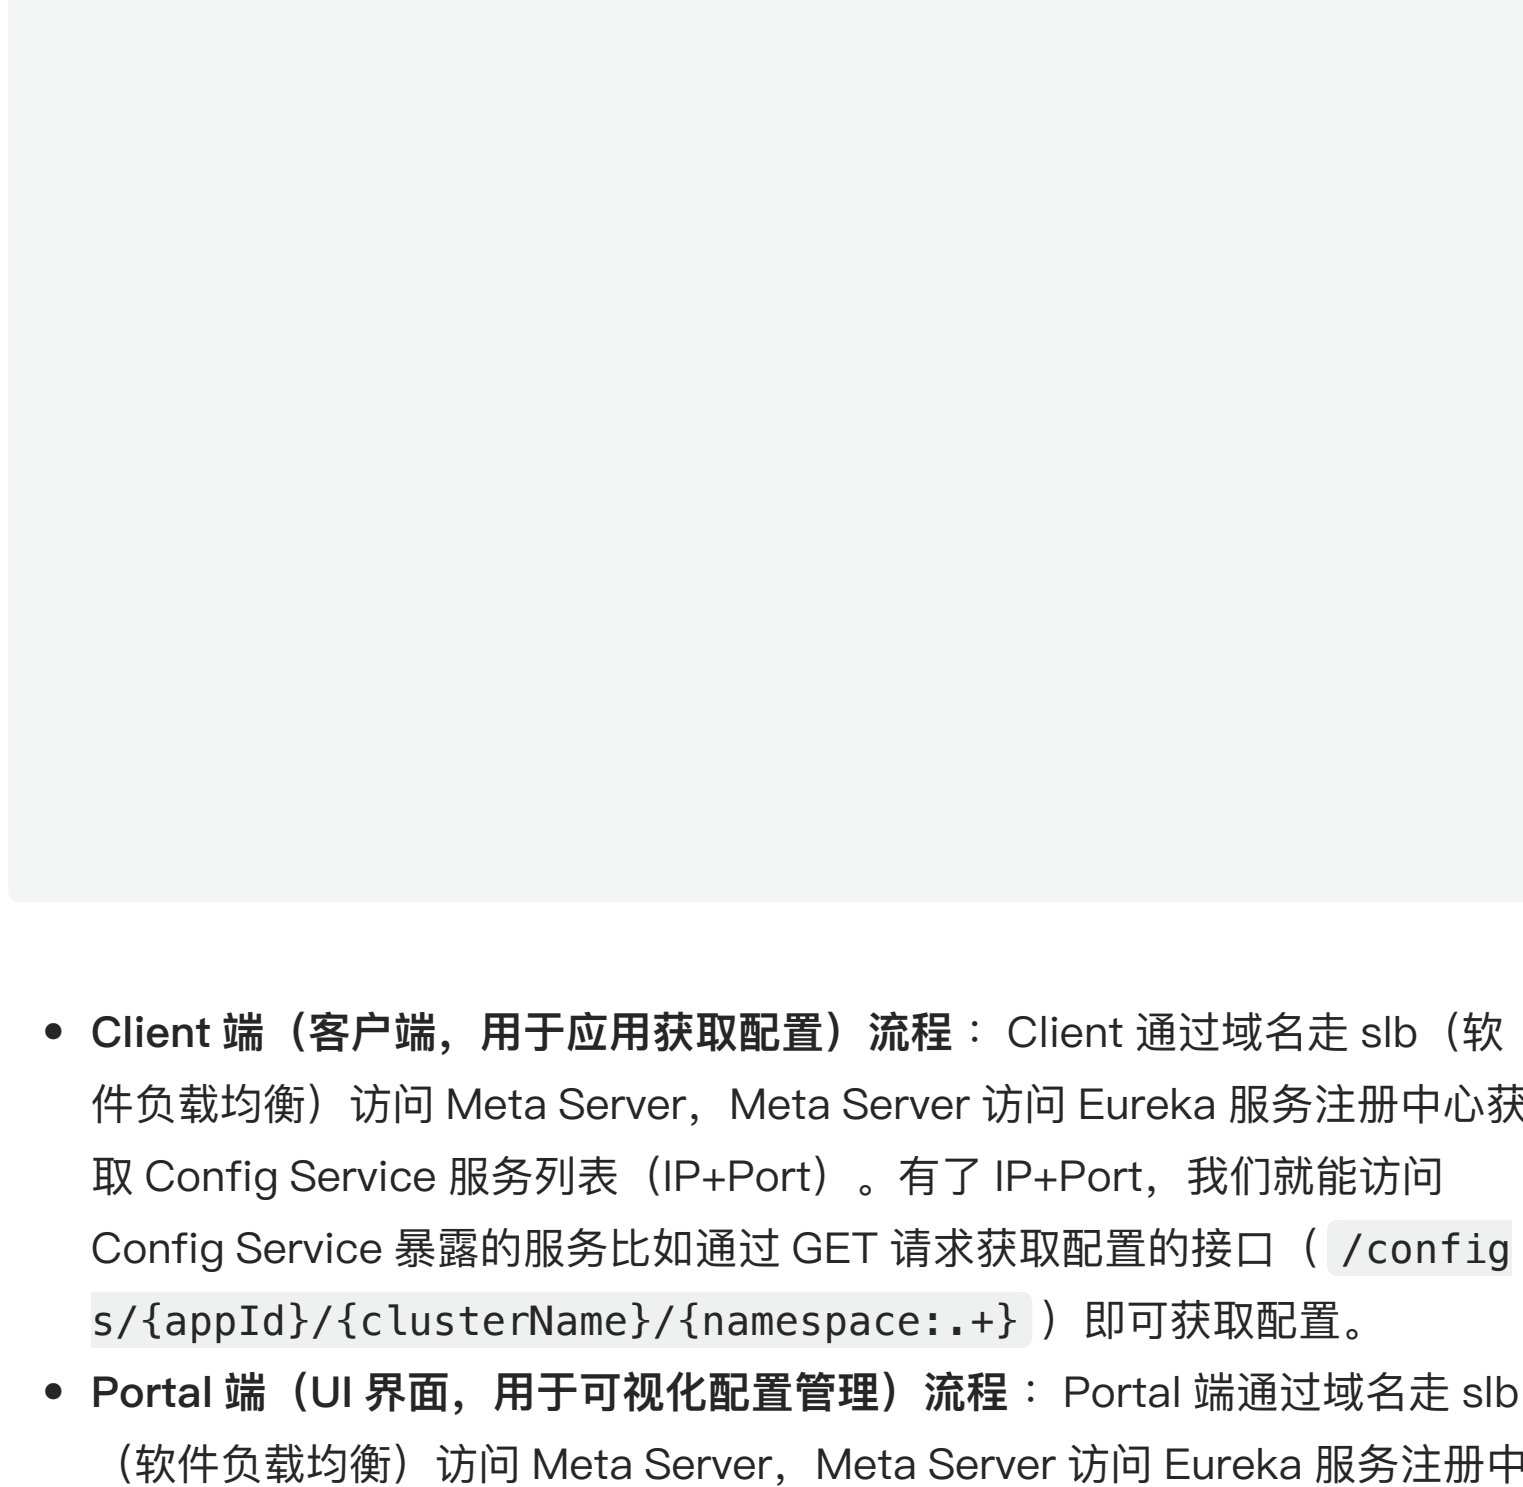 • Client 端（客户端，用于应用获取配置）流程 ：Client 通过域名走 slb（软
件负载均衡）访问 Meta Server，Meta Server 访问 Eureka 服务注册中心获
取 Config Service 服务列表（IP+Port）。有了 IP+Port，我们就能访问
Config Service 暴露的服务比如通过 GET 请求获取配置的接口（ /config
s/{appId}/{clusterName}/{namespace:.+} ）即可获取配置。
• Portal 端（UI 界面，用于可视化配置管理）流程 ：Portal 端通过域名走 slb
（软件负载均衡）访问 Meta Server，Meta Server 访问 Eureka 服务注册中